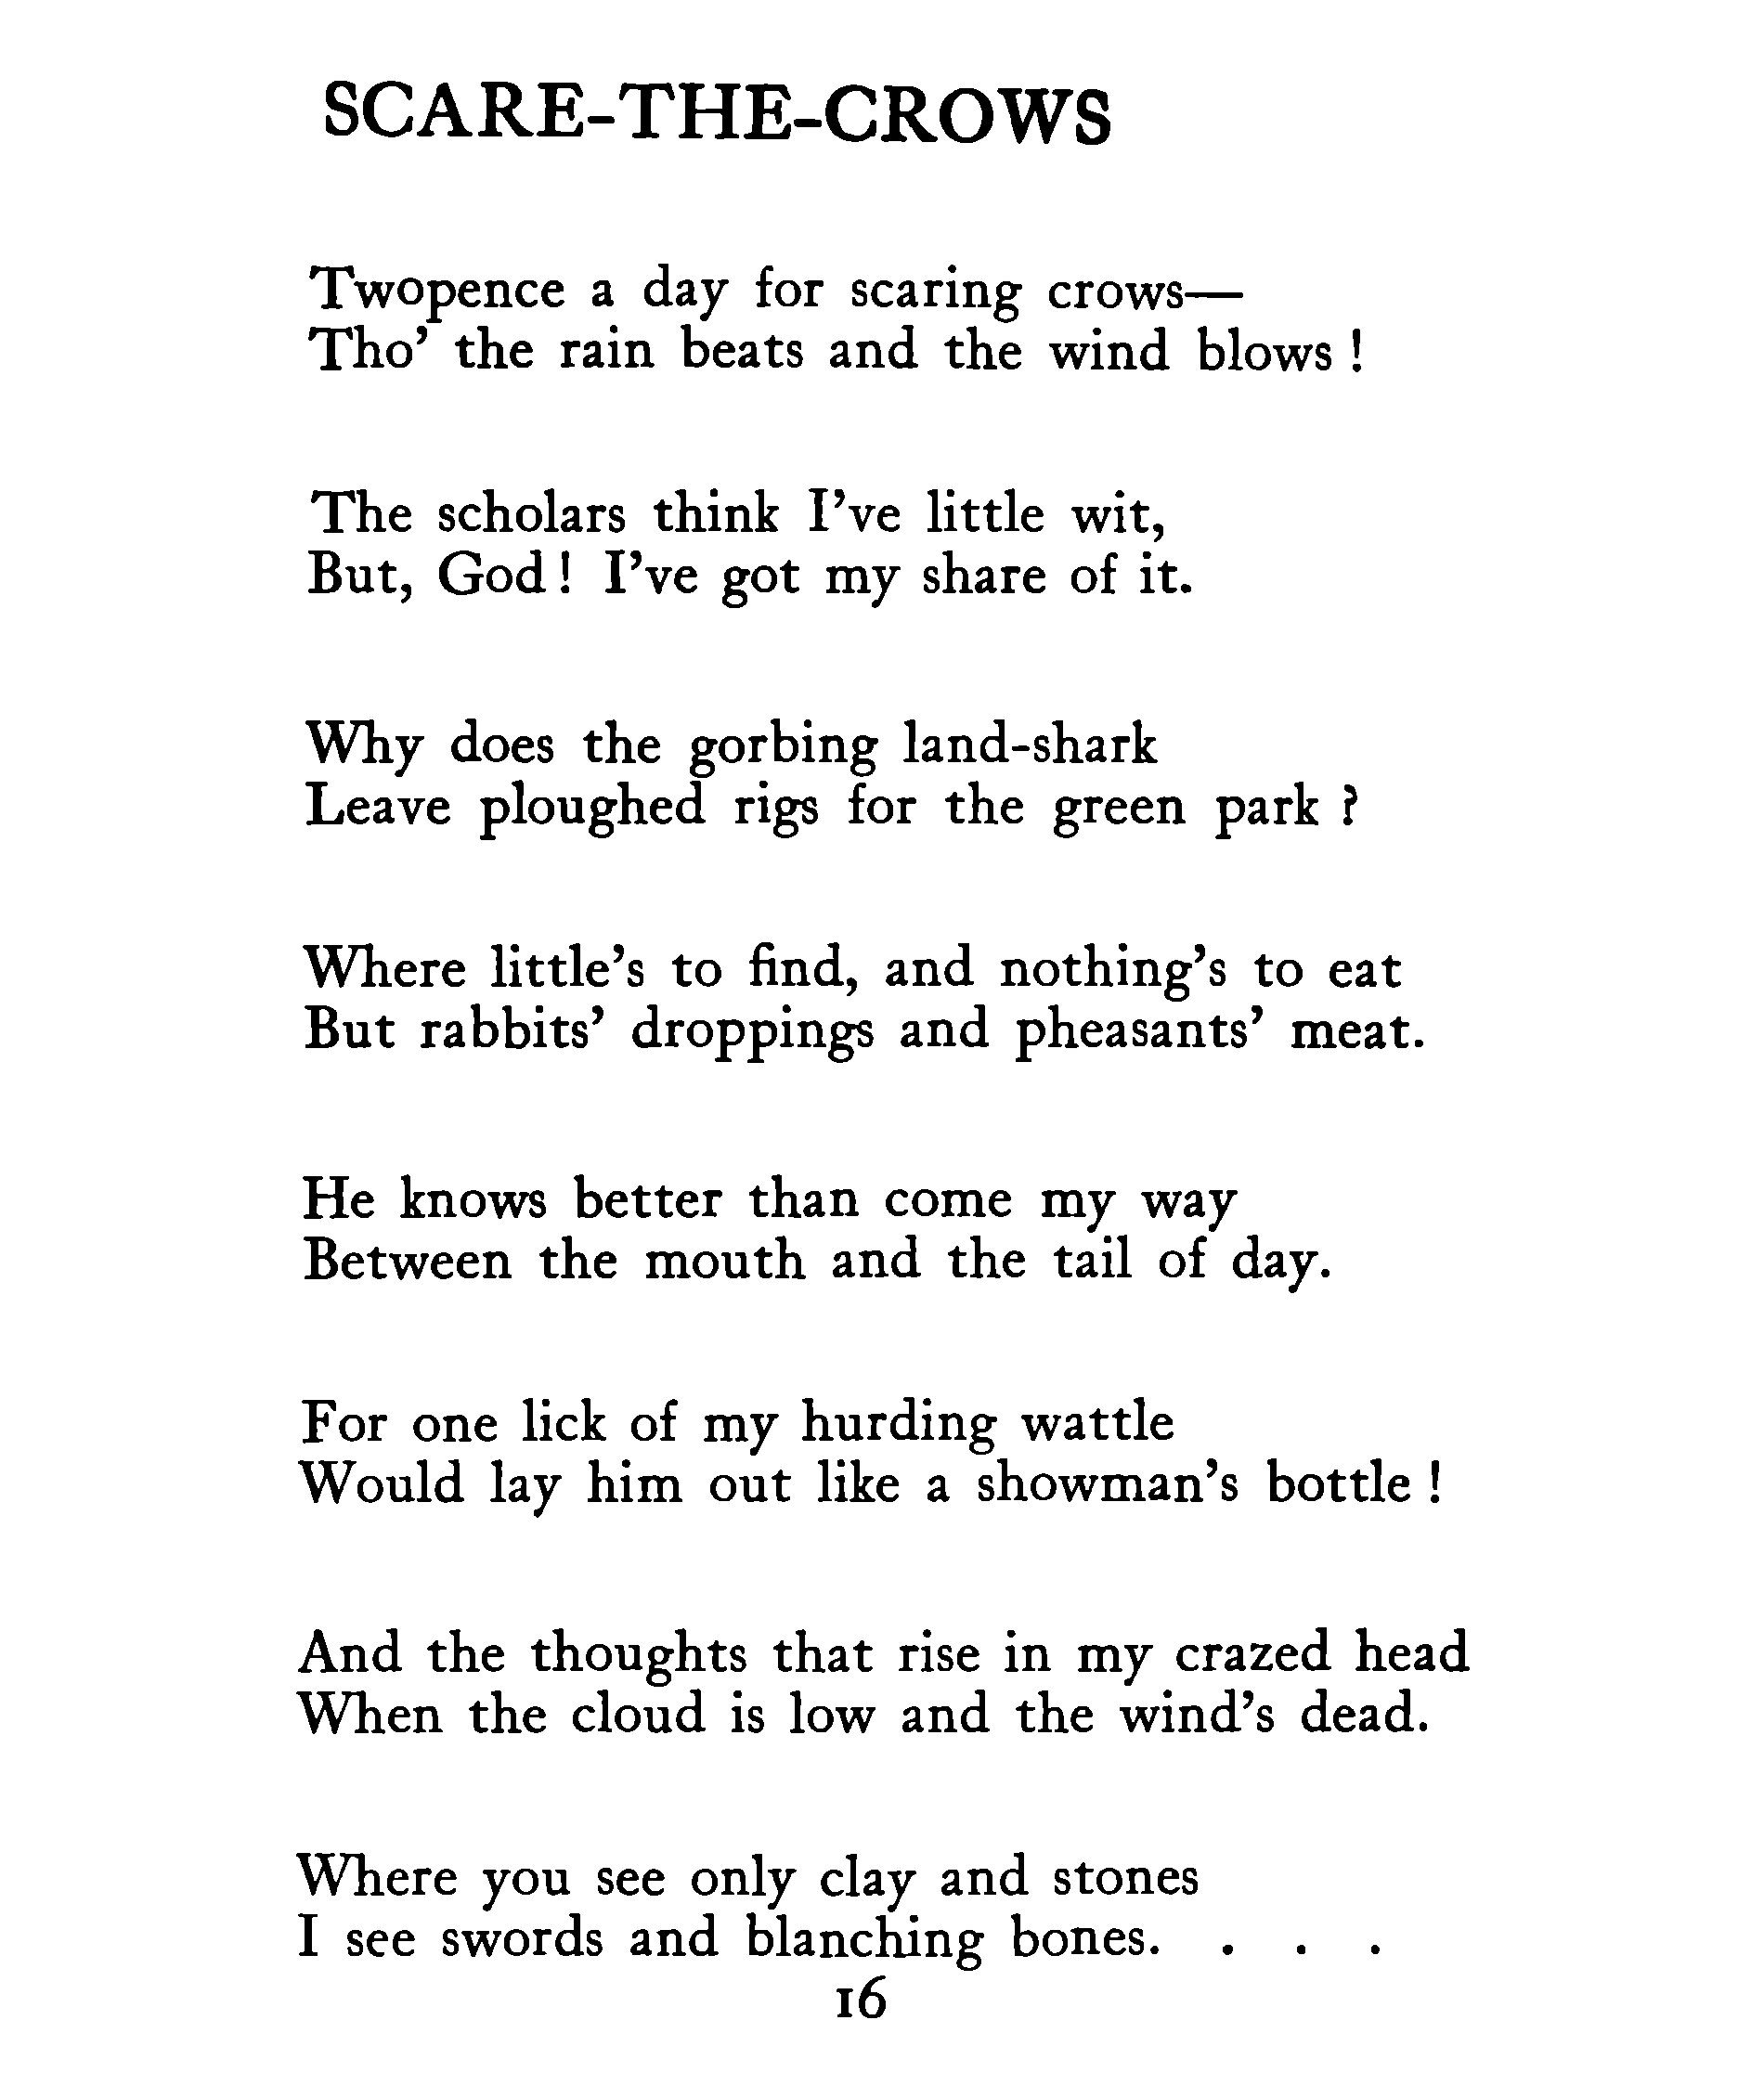 SCARE-THE-CROWS
Twopence a day for scaring crows—
Tho’ the rain beats and the wind blows !
The scholars think I’ve little wit,
But, God ! I’ve got my share of it.
Why does the gorbing land-shark
Leave ploughed rigs for the green park ?
Where little’s to find, and nothing’s to eat
But rabbits’ droppings and pheasants’ meat.
He knows better than come my way
Between the mouth and the tail of day.
For one lick of my hurding wattle
Would lay him out like a showman’s bottle !
And the thoughts that rise in my crazed head
When the cloud is low and the wind’s dead.
Where you see only clay and stones
I see swords and blanching bones. . . .
16